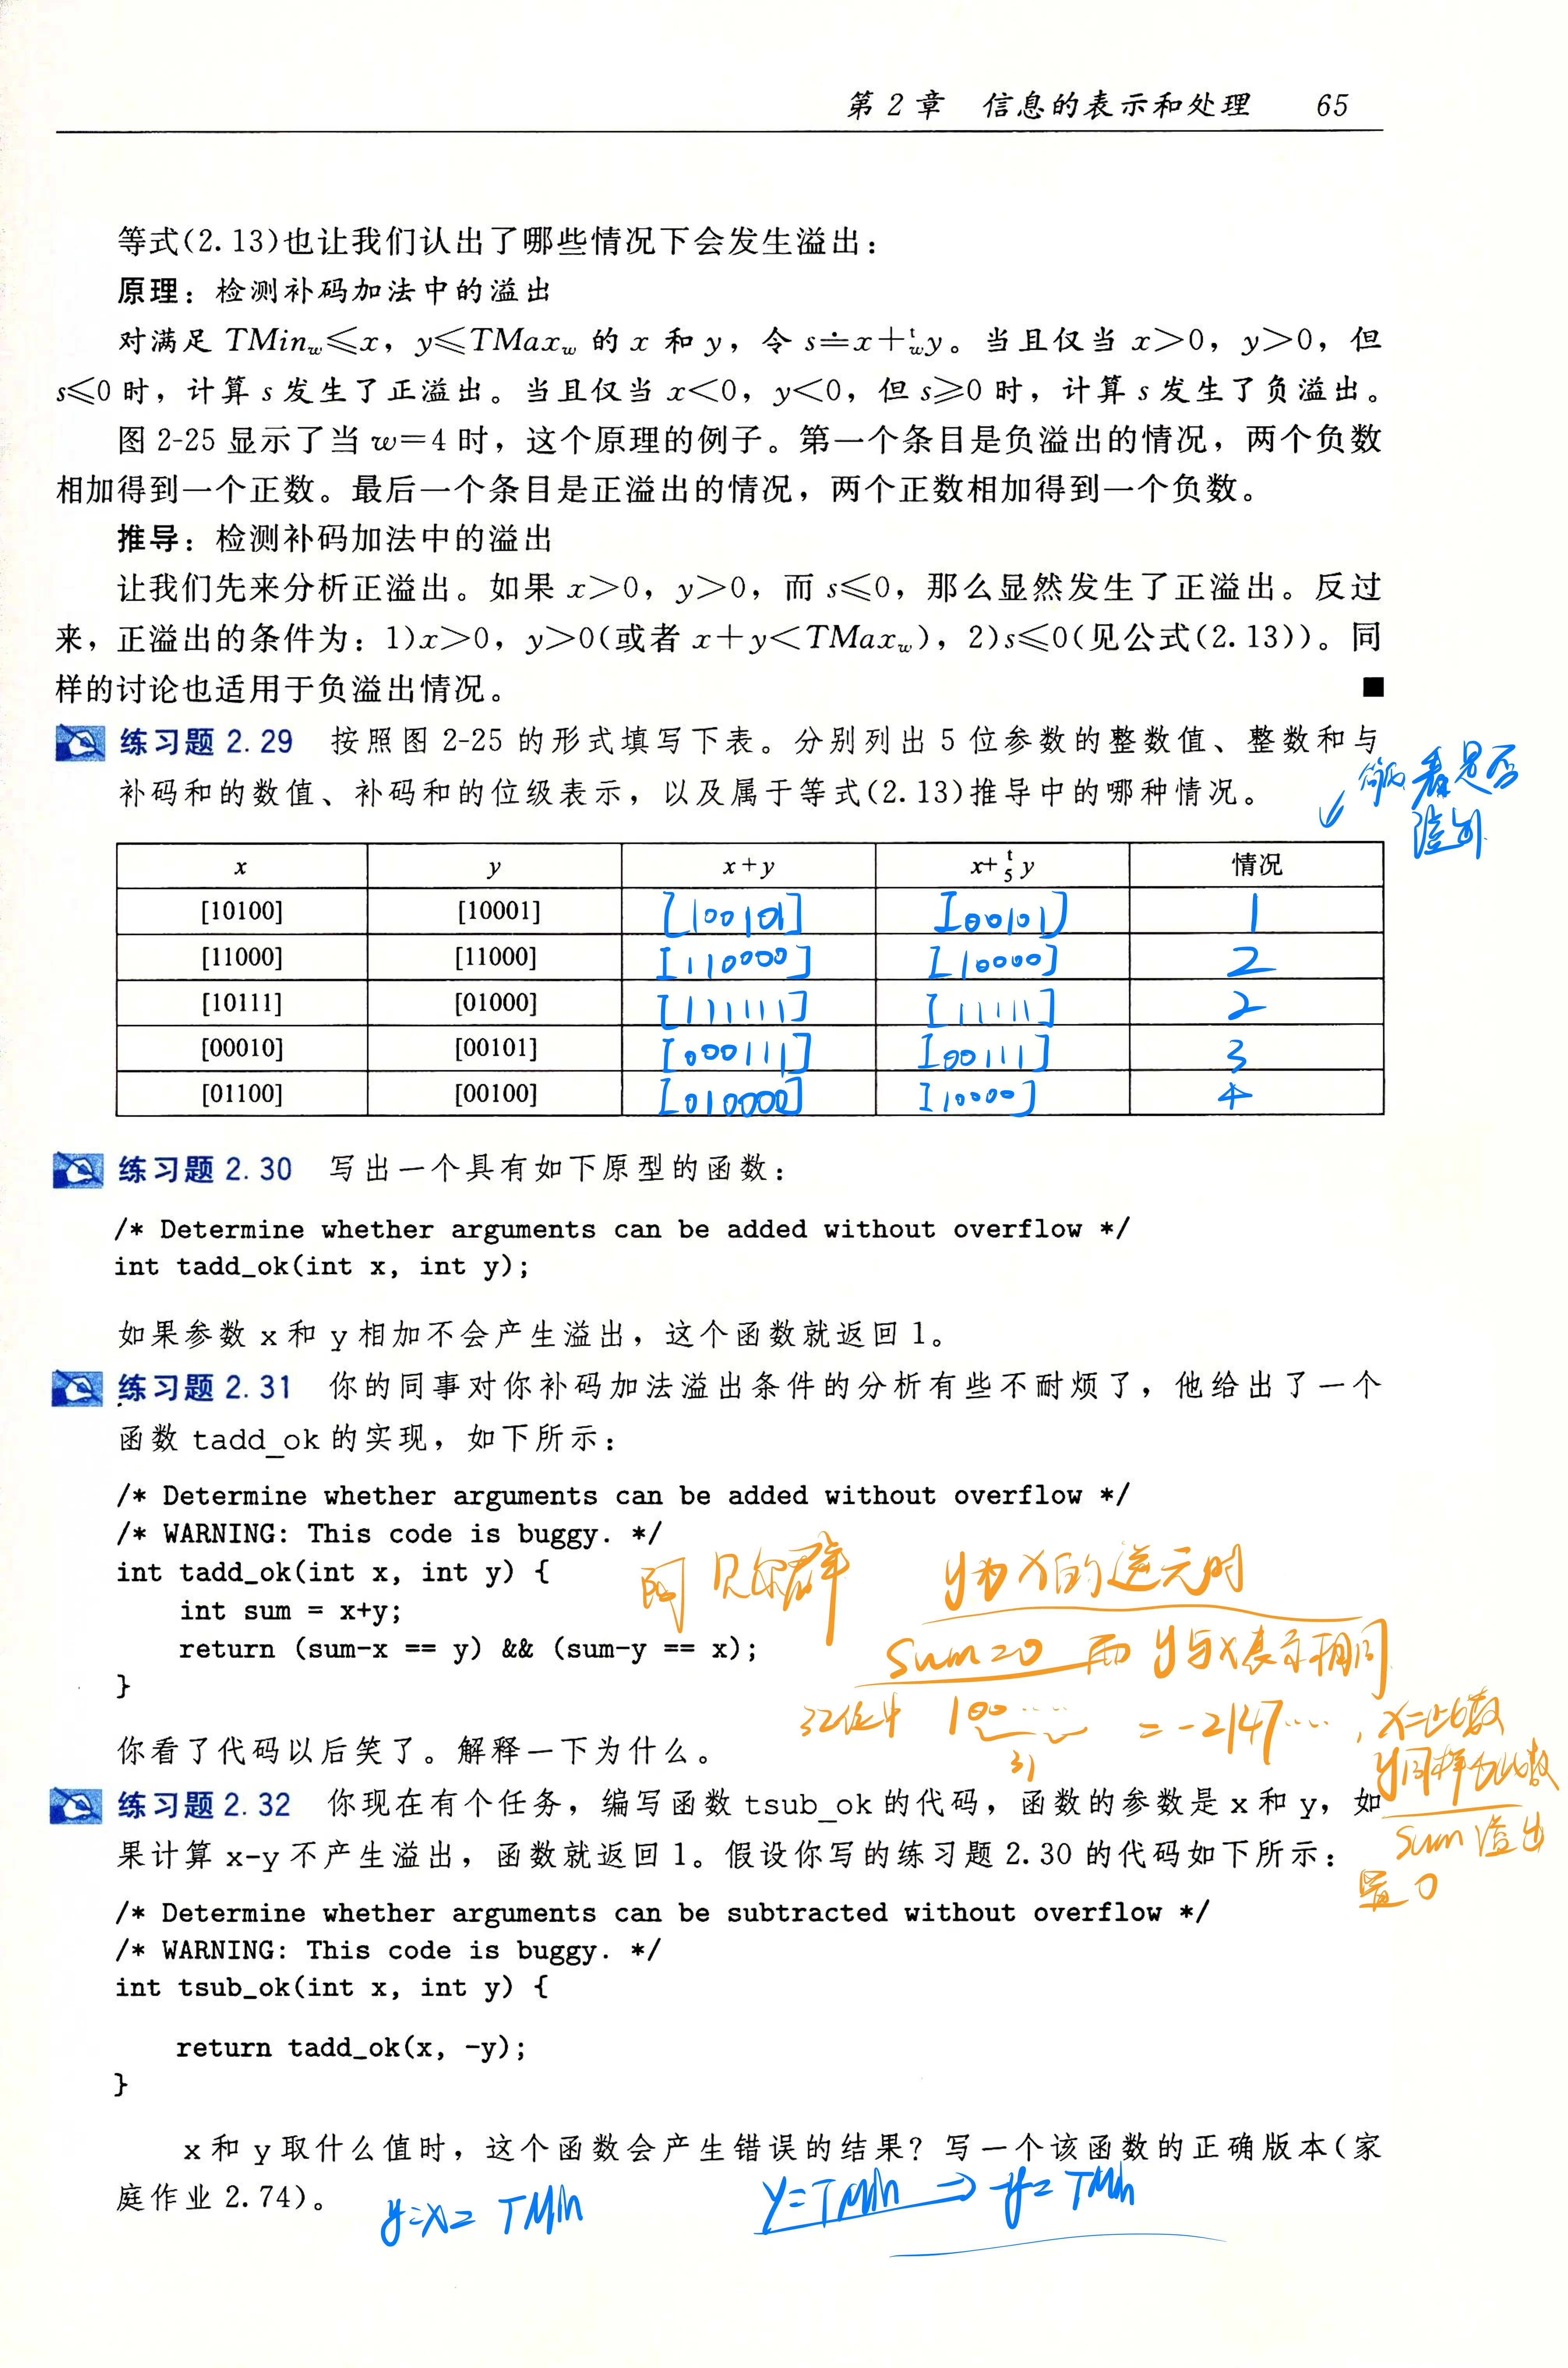 第 2 章 信息的表示和处理 65
等式(2.13)也让我们认出了哪些情况下会发生溢出：
原理：检测补码加法中的溢出
对满足 TMin_w≤x，y≤TMax_w 的 x 和 y，令 s≐x+^t_w y。当且仅当 x>0，y>0，但
s≤0 时，计算 s 发生了正溢出。当且仅当 x<0，y<0，但 s≥0 时，计算 s 发生了负溢出。
图 2-25 显示了当 w=4 时，这个原理的例子。第一个条目是负溢出的情况，两个负数
相加得到一个正数。最后一个条目是正溢出的情况，两个正数相加得到一个负数。
推导：检测补码加法中的溢出
让我们先来分析正溢出。如果 x>0，y>0，而 s≤0，那么显然发生了正溢出。反过
来，正溢出的条件为：1)x>0，y>0(或者 x+y<TMax_w)，2)s≤0(见公式(2.13))。同
样的讨论也适用于负溢出情况。
练习题 2.29 按照图 2-25 的形式填写下表。分别列出 5 位参数的整数值、整数和与
补码和的数值、补码和的位级表示，以及属于等式(2.13)推导中的哪种情况。
看是否
溢出
x y x+y x+^t_5 y 情况
[10100] [10001] [100101] [00101] 1
[11000] [11000] [110000] [10000] 2
[10111] [01000] [111111] [11111] 2
[00010] [00101] [000111] [00111] 3
[01100] [00100] [010000] [10000] 4
练习题 2.30 写出一个具有如下原型的函数：
/* Determine whether arguments can be added without overflow */
int tadd_ok(int x, int y);
如果参数 x 和 y 相加不会产生溢出，这个函数就返回 1。
练习题 2.31 你的同事对你补码加法溢出条件的分析有些不耐烦了，他给出了一个
函数 tadd_ok 的实现，如下所示：
/* Determine whether arguments can be added without overflow */
/* WARNING: This code is buggy. */
int tadd_ok(int x, int y) {
int sum = x+y;
return (sum-x == y) && (sum-y == x);
}
阿贝尔群
y为x的逆元时
sum=0 而 y与x表示相同
32位中 100…… = -2147…, x=此数
31
y同样为此数
sum溢出
置0
你看了代码以后笑了。解释一下为什么。
练习题 2.32 你现在有个任务，编写函数 tsub_ok 的代码，函数的参数是 x 和 y，如
果计算 x-y 不产生溢出，函数就返回 1。假设你写的练习题 2.30 的代码如下所示：
/* Determine whether arguments can be subtracted without overflow */
/* WARNING: This code is buggy. */
int tsub_ok(int x, int y) {
return tadd_ok(x, -y);
}
x 和 y 取什么值时，这个函数会产生错误的结果？写一个该函数的正确版本(家
庭作业 2.74)。
y=x= TMin
y=TMin ⇒ -y= TMin